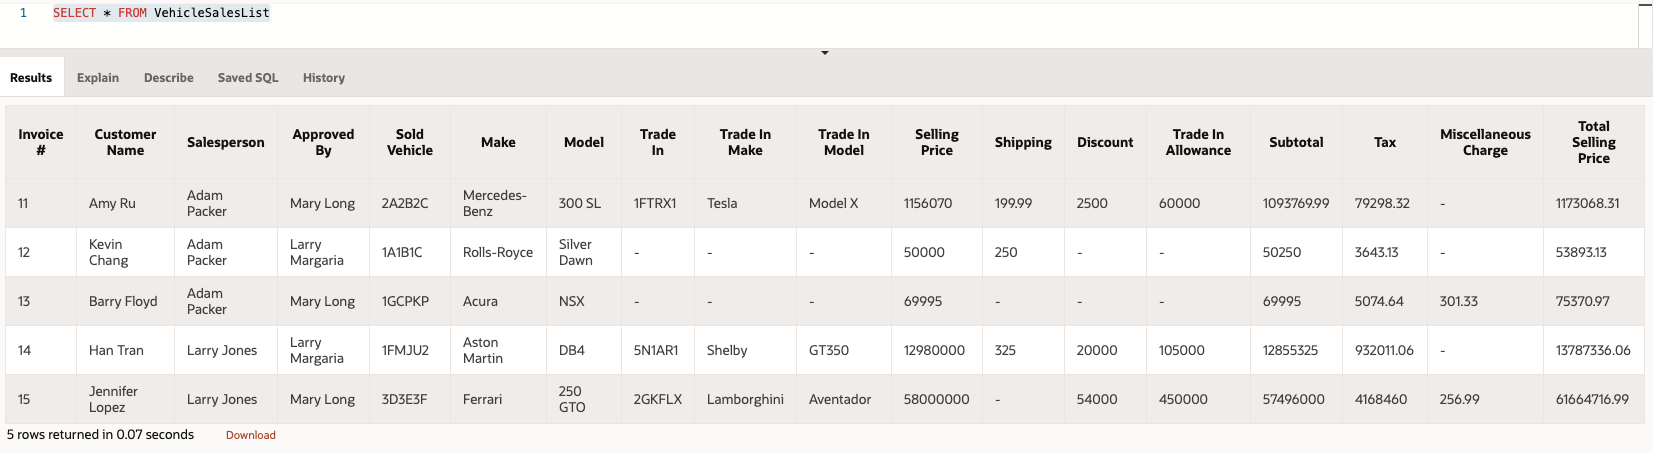 1 SELECT * FROM VehicleSalesList
Results Explain Describe Saved SQL History
Invoice # Customer Name Salesperson Approved By Sold Vehicle Make Model Trade In Trade In Make Trade In Model Selling Price Shipping Discount Trade In Allowance Subtotal Tax Miscellaneous Charge Total Selling Price
11 Amy Ru Adam Packer Mary Long 2A2B2C Mercedes-Benz 300 SL 1FTRX1 Tesla Model X 1156070 199.99 2500 60000 1093769.99 79298.32 - 1173068.31
12 Kevin Chang Adam Packer Larry Margaria 1A1B1C Rolls-Royce Silver Dawn - - - 50000 250 - - 50250 3643.13 - 53893.13
13 Barry Floyd Adam Packer Mary Long 1GCPKP Acura NSX - - - 69995 - - - 69995 5074.64 301.33 75370.97
14 Han Tran Larry Jones Larry Margaria 1FMJU2 Aston Martin DB4 5N1AR1 Shelby GT350 12980000 325 20000 105000 12855325 932011.06 - 13787336.06
15 Jennifer Lopez Larry Jones Mary Long 3D3E3F Ferrari 250 GTO 2GKFLX Lamborghini Aventador 58000000 - 54000 450000 57496000 4168460 256.99 61664716.99
5 rows returned in 0.07 seconds Download